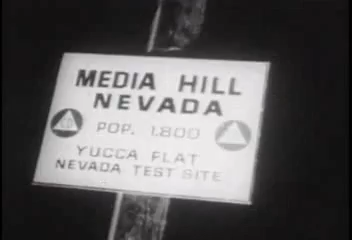 MEDIA HILL
NEVADA
POP. 1.800
YUCCA FLAT
NEVADA TEST SITE